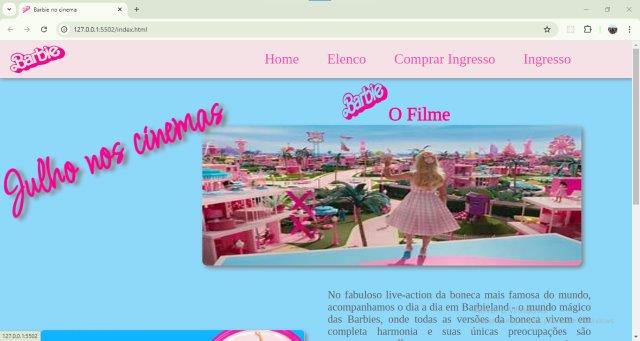 Barbie no cinema
127.0.0.1:5502/index.html
Barbie
Home Elenco Comprar Ingresso Ingresso
Barbie O Filme
Julho nos cinemas
No fabuloso live-action da boneca mais famosa do mundo,
acompanhamos o dia a dia em Barbieland - o mundo mágico
das Barbies, onde todas as versões da boneca vivem em
completa harmonia e suas únicas preocupações são
127.0.0.1:5502